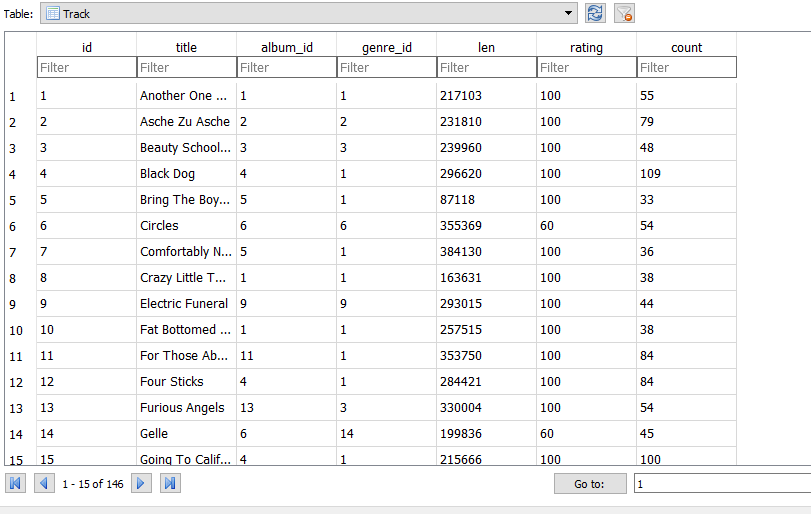 Table: Track
id title album_id genre_id len rating count
Filter Filter Filter Filter Filter Filter Filter
1 1 Another One ... 1 1 217103 100 55
2 2 Asche Zu Asche 2 2 231810 100 79
3 3 Beauty School... 3 3 239960 100 48
4 4 Black Dog 4 1 296620 100 109
5 5 Bring The Boy... 5 1 87118 100 33
6 6 Circles 6 6 355369 60 54
7 7 Comfortably N... 5 1 384130 100 36
8 8 Crazy Little T... 1 1 163631 100 38
9 9 Electric Funeral 9 9 293015 100 44
10 10 Fat Bottomed ... 1 1 257515 100 38
11 11 For Those Ab... 11 1 353750 100 84
12 12 Four Sticks 4 1 284421 100 84
13 13 Furious Angels 13 3 330004 100 54
14 14 Gelle 6 14 199836 60 45
15 15 Going To Calif... 4 1 215666 100 100
1 - 15 of 146 Go to: 1